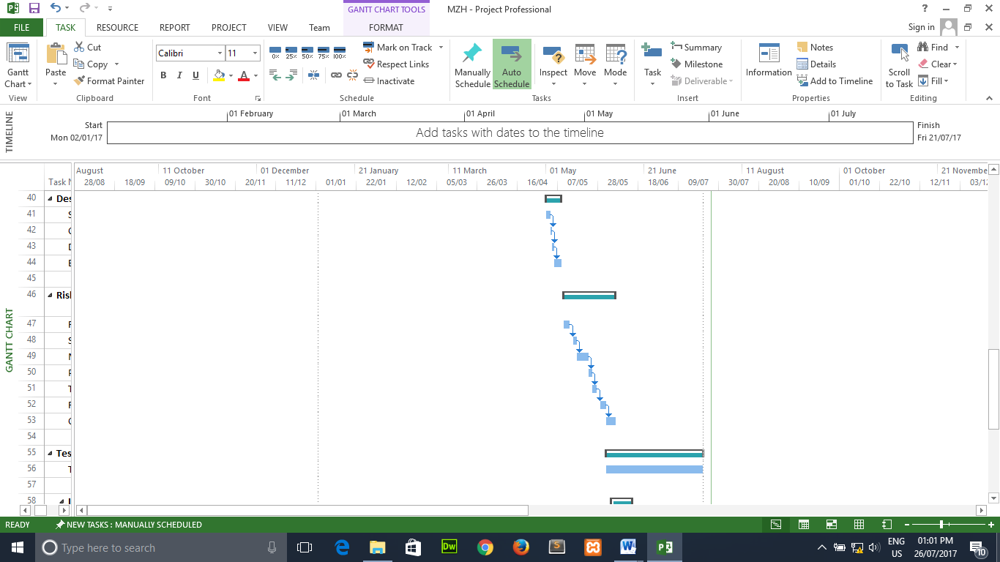 GANTT CHART TOOLS
MZH - Project Professional
FILE TASK RESOURCE REPORT PROJECT VIEW Team FORMAT Sign in
Gantt Chart
View
Paste
Cut
Copy
Format Painter
Clipboard
Calibri 11
B I U A
Font
0% 25% 50% 75% 100%
Mark on Track
Respect Links
Inactivate
Schedule
Manually Schedule
Auto Schedule
Inspect
Move
Mode
Tasks
Task
Summary
Milestone
Deliverable
Insert
Information
Notes
Details
Add to Timeline
Properties
Scroll to Task
Find
Clear
Fill
Editing
TIMELINE
01 February 01 March 01 April 01 May 01 June 01 July
Start
Mon 02/01/17
Add tasks with dates to the timeline
Finish
Fri 21/07/17
GANTT CHART
August 11 October 01 December 21 January 11 March 01 May 21 June 11 August 01 October 21 November
Task N
28/08 18/09 09/10 30/10 20/11 11/12 01/01 22/01 12/02 05/03 26/03 16/04 07/05 28/05 18/06 09/07 30/07 20/08 10/09 01/10 22/10 12/11 03/12
40 Des
41 S
42
43 D
44 E
45
46 Risk
47
48 S
49
50
51 T
52
53
54
55 Tes
56 T
57
58
READY NEW TASKS : MANUALLY SCHEDULED
Type here to search
Dw
S
W
P
ENG
US
01:01 PM
26/07/2017
10